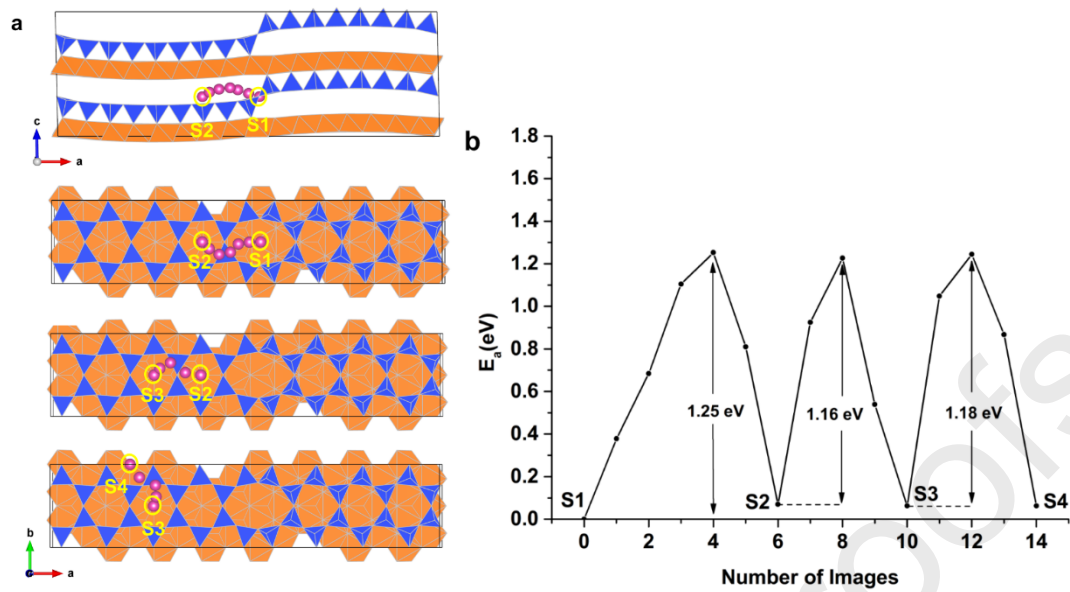 a
S2
S1
c
a
S2
S1
S3
S2
S4
S3
b
a
b
Eₐ(eV)
1.8
1.6
1.4
1.2
1.0
0.8
0.6
0.4
0.2
0.0
1.25 eV
1.16 eV
1.18 eV
S1
S2
S3
S4
0 2 4 6 8 10 12 14
Number of Images
oofs